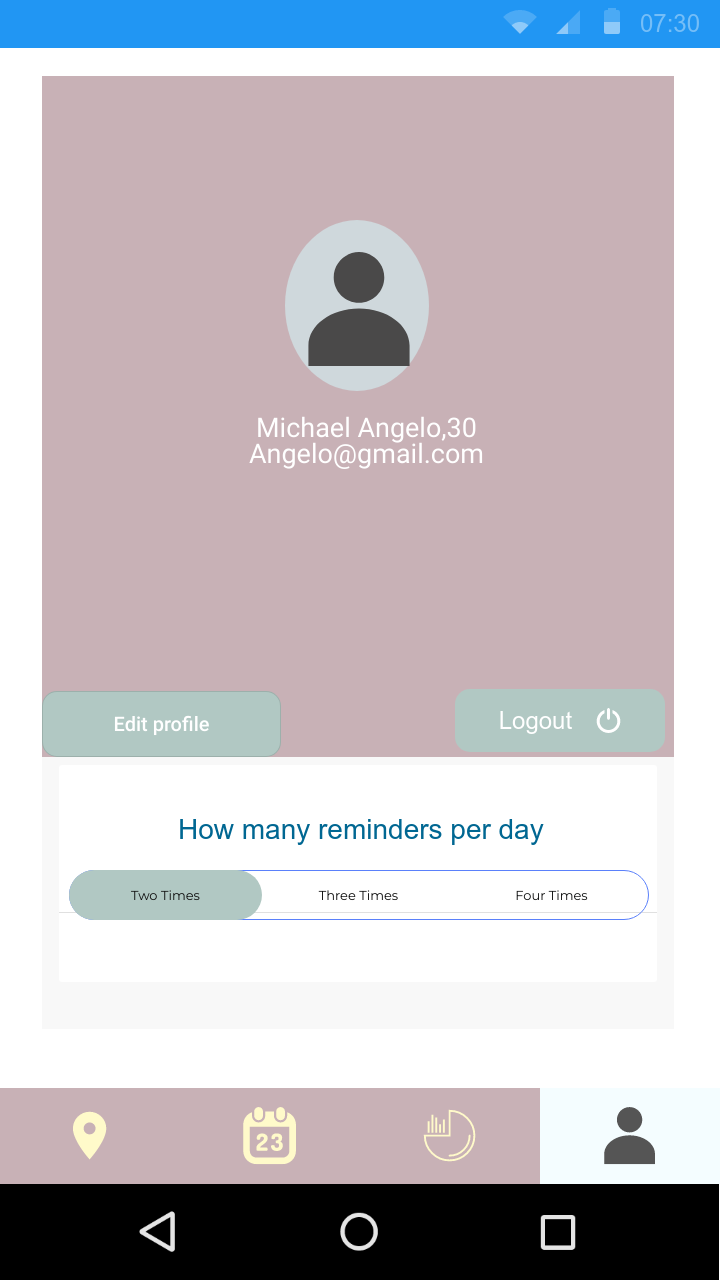 07:30
Michael Angelo,30
Angelo@gmail.com
Edit profile
Logout
How many reminders per day
Two Times
Three Times
Four Times
23